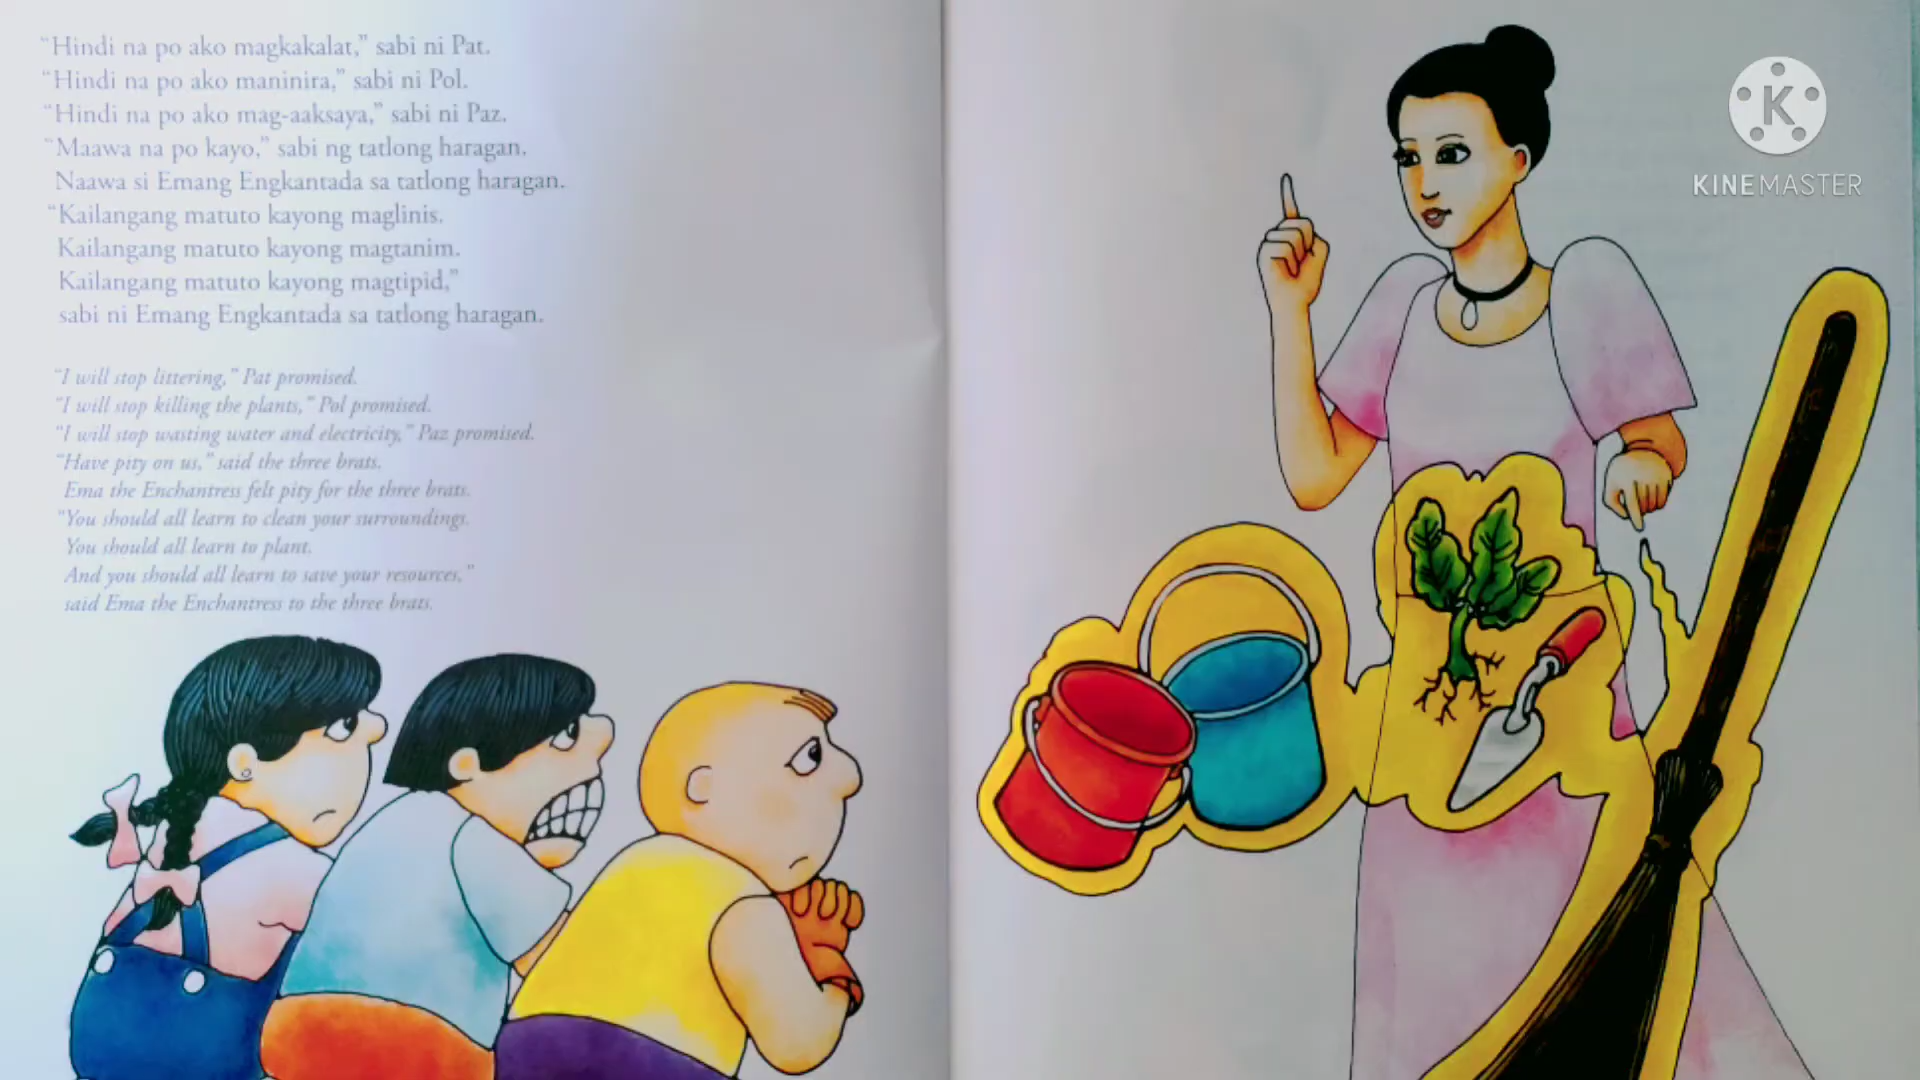 “Hindi na po ako magkakalat,” sabi ni Pat.
“Hindi na po ako maninira,” sabi ni Pol.
“Hindi na po ako mag-aaksaya,” sabi ni Paz.
“Maawa na po kayo,” sabi ng tatlong haragan.
Naawa si Emang Engkantada sa tatlong haragan.
“Kailangang matuto kayong maglinis.
Kailangang matuto kayong magtanim.
Kailangang matuto kayong magtipid,”
sabi ni Emang Engkantada sa tatlong haragan.
“I will stop littering,” Pat promised.
“I will stop killing the plants,” Pol promised.
“I will stop wasting water and electricity,” Paz promised.
“Have pity on us,” said the three brats.
Ema the Enchantress felt pity for the three brats.
“You should all learn to clean your surroundings.
You should all learn to plant.
And you should all learn to save your resources,”
said Ema the Enchantress to the three brats.
K
KINEMASTER